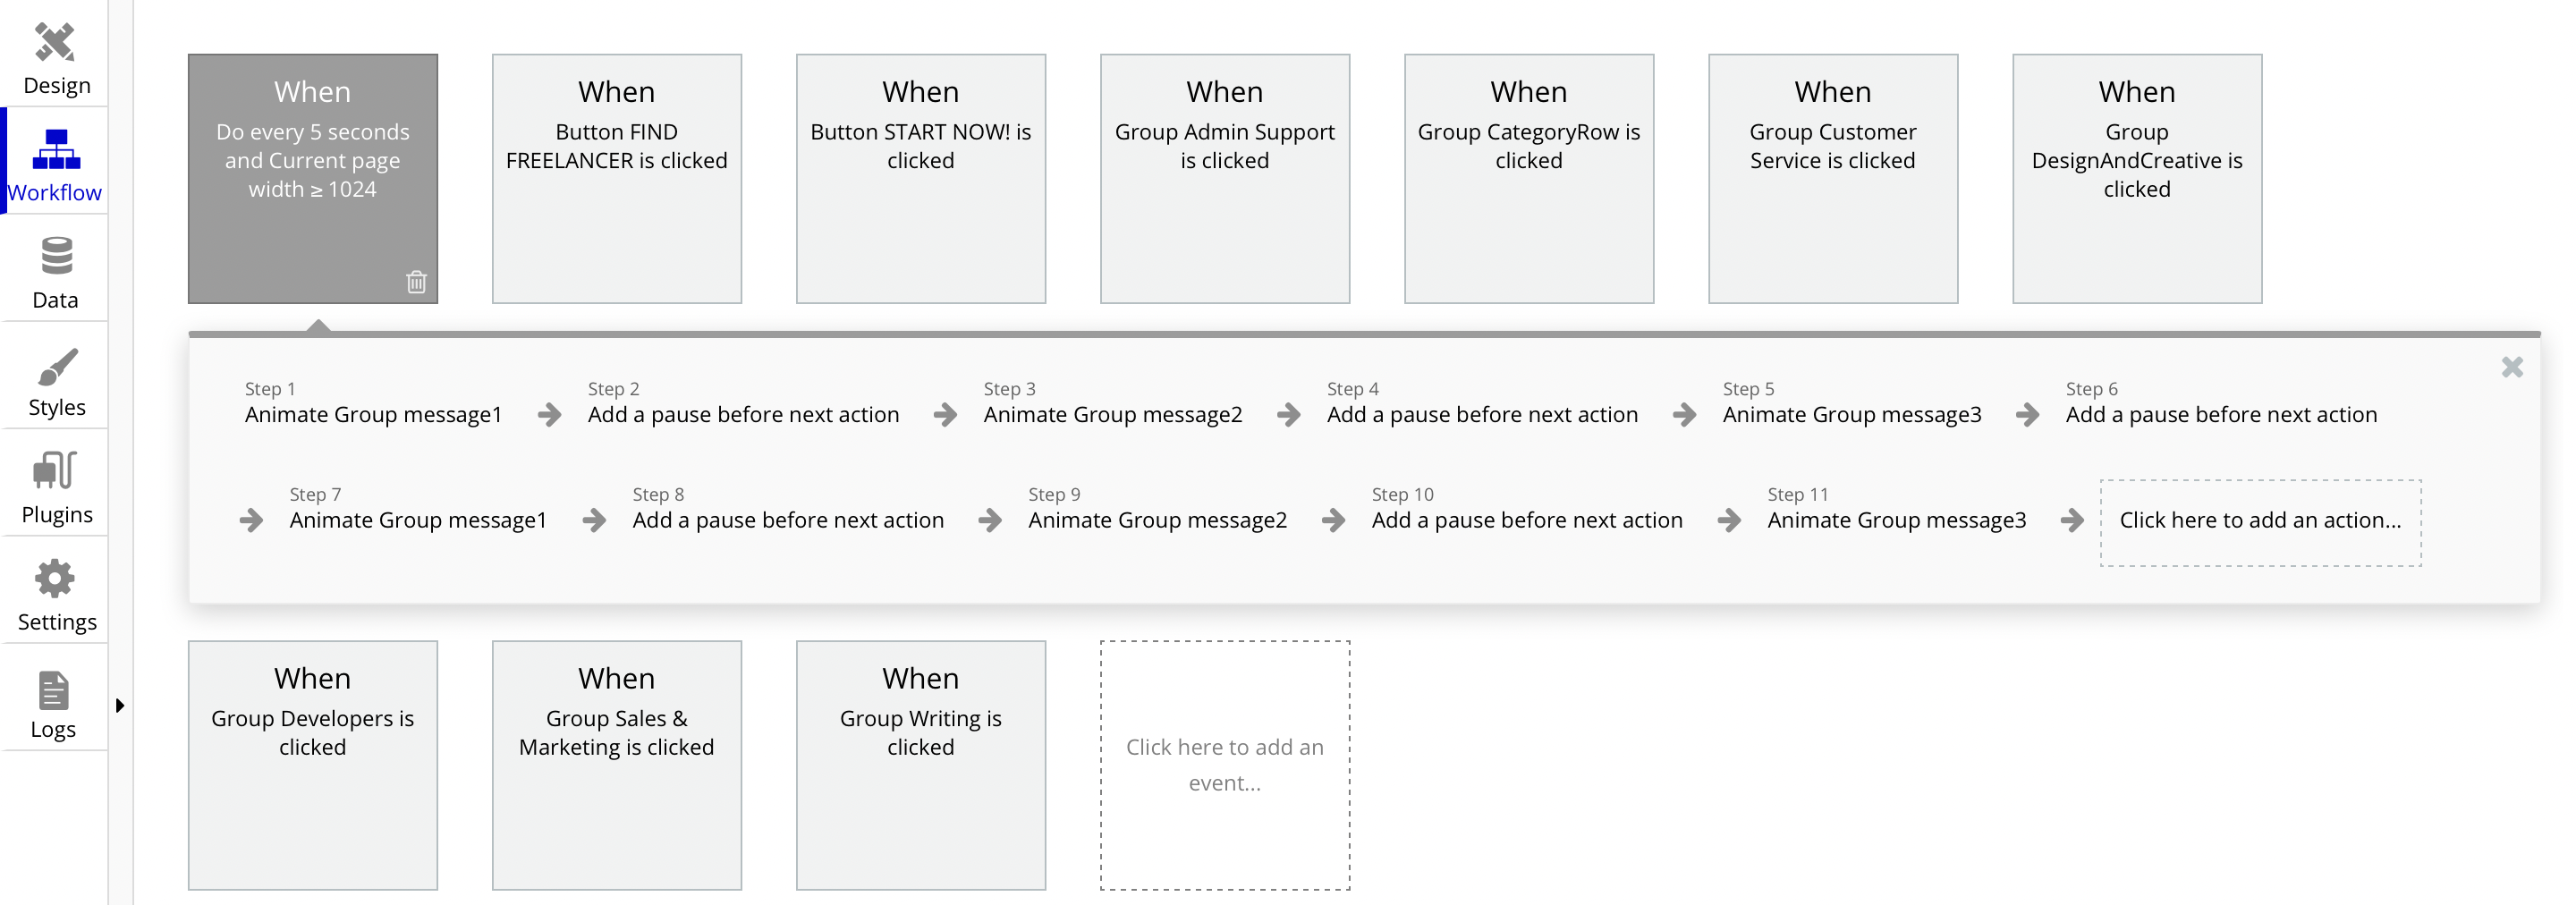 Design
Workflow
Data
Styles
Plugins
Settings
Logs
When
Do every 5 seconds
and Current page
width ≥ 1024
When
Button FIND
FREELANCER is clicked
When
Button START NOW! is
clicked
When
Group Admin Support
is clicked
When
Group CategoryRow is
clicked
When
Group Customer
Service is clicked
When
Group
DesignAndCreative is
clicked
Step 1
Animate Group message1
Step 2
Add a pause before next action
Step 3
Animate Group message2
Step 4
Add a pause before next action
Step 5
Animate Group message3
Step 6
Add a pause before next action
Step 7
Animate Group message1
Step 8
Add a pause before next action
Step 9
Animate Group message2
Step 10
Add a pause before next action
Step 11
Animate Group message3
Click here to add an action...
When
Group Developers is
clicked
When
Group Sales &
Marketing is clicked
When
Group Writing is
clicked
Click here to add an
event...